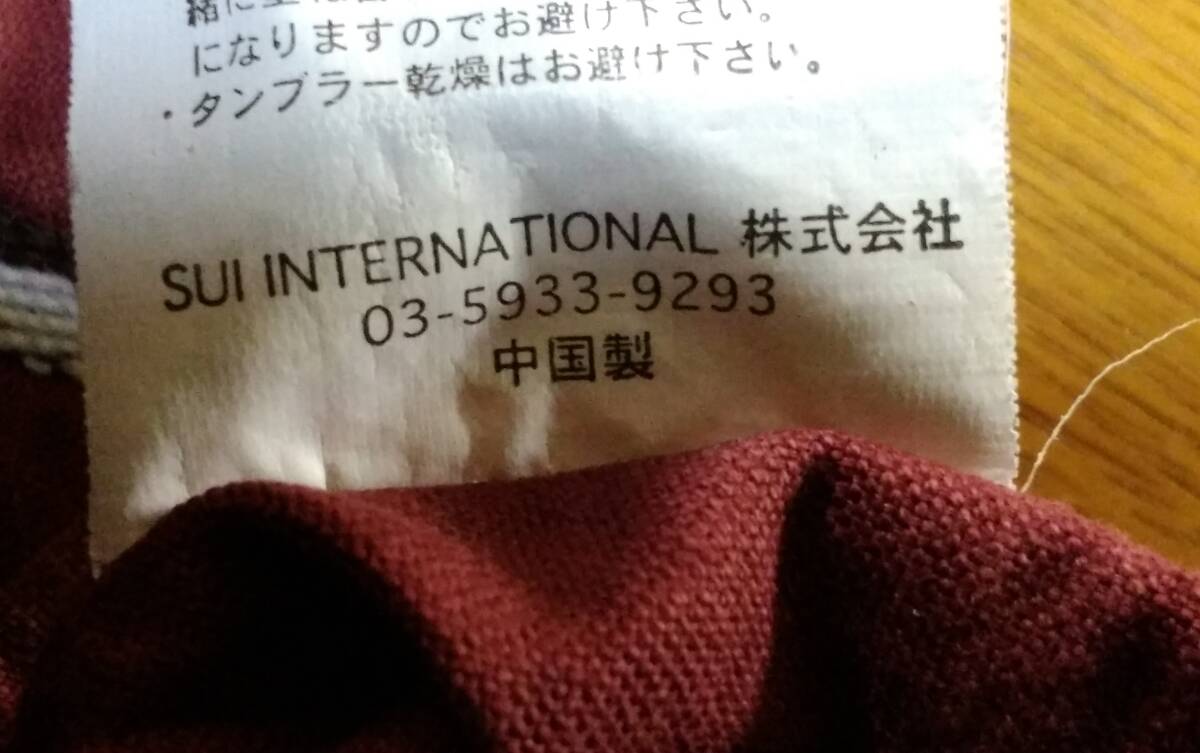 緒に
になりますのでお避け下さい。
・タンブラー乾燥はお避け下さい。
SUI INTERNATIONAL 株式会社
03-5933-9293
中国製